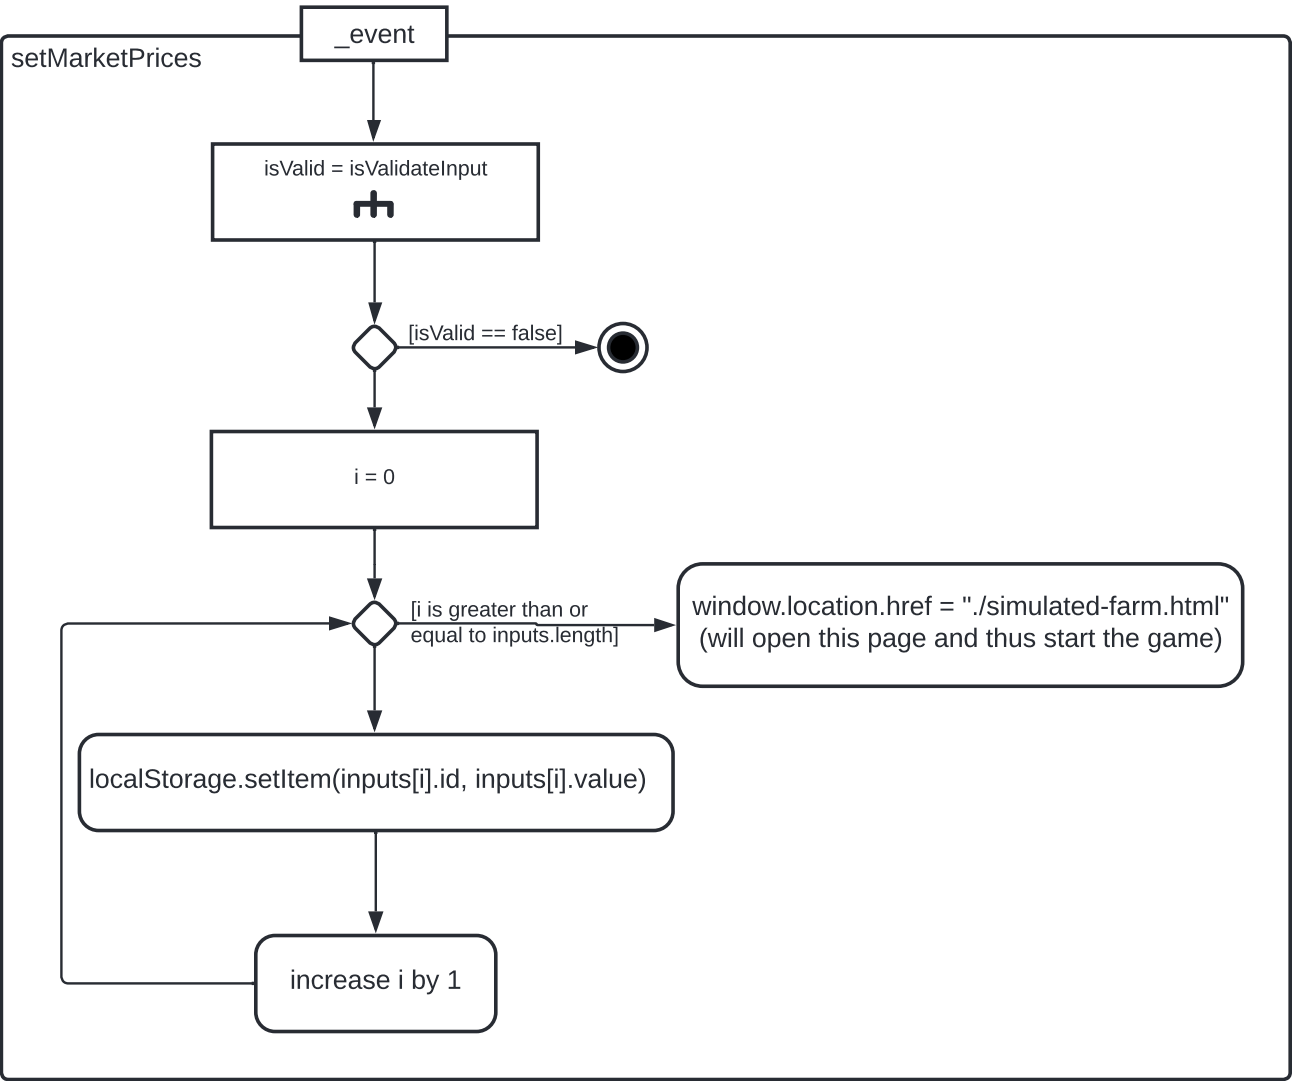 _event
setMarketPrices
isValid = isValidateInput
[isValid == false]
i = 0
[i is greater than or
equal to inputs.length]
window.location.href = "./simulated-farm.html"
(will open this page and thus start the game)
localStorage.setItem(inputs[i].id, inputs[i].value)
increase i by 1